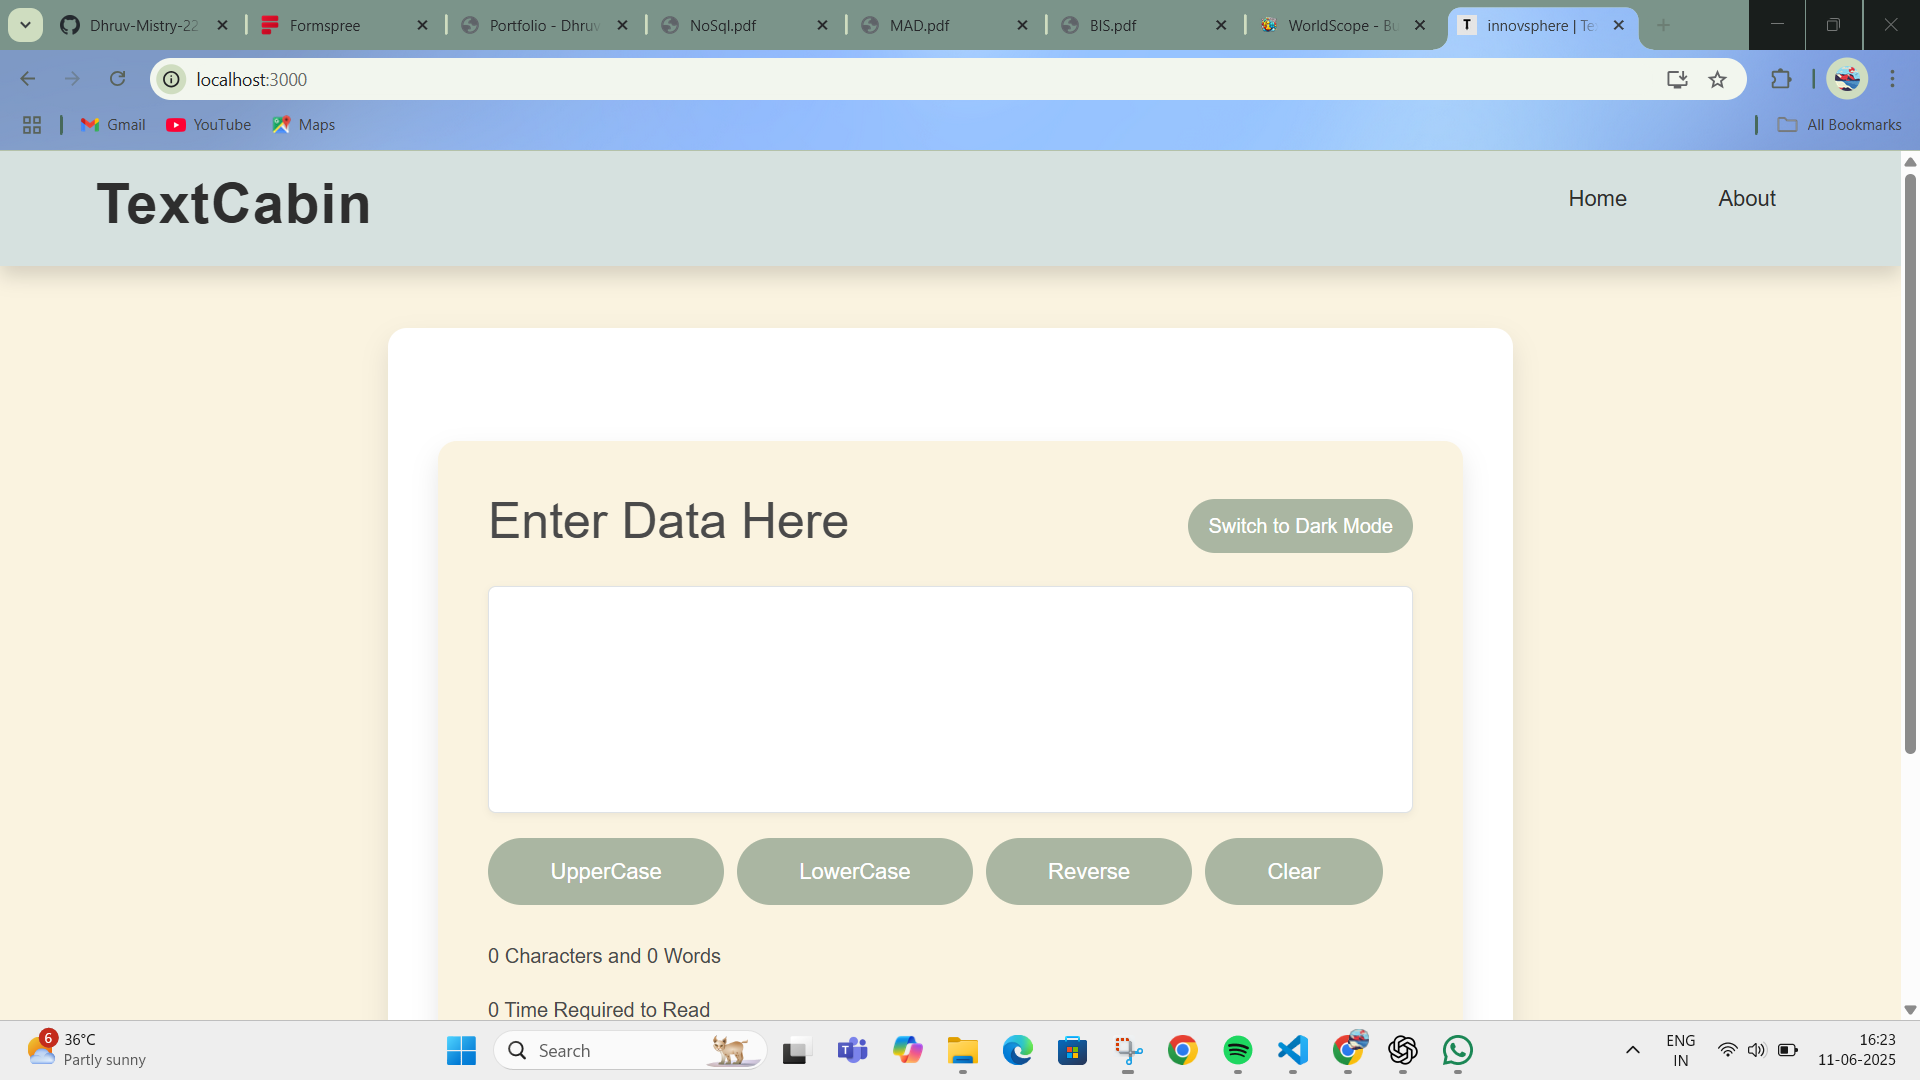 Dhruv-Mistry-22
Formspree
Portfolio - Dhruv
NoSql.pdf
MAD.pdf
BIS.pdf
WorldScope - Bu
innovsphere | Te
localhost:3000
Gmail
YouTube
Maps
All Bookmarks
TextCabin
Home
About
Enter Data Here
Switch to Dark Mode
UpperCase
LowerCase
Reverse
Clear
0 Characters and 0 Words
0 Time Required to Read
6
36°C
Partly sunny
Search
ENG
IN
16:23
11-06-2025